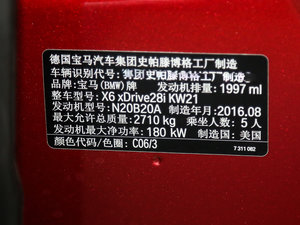 德国宝马汽车集团史帕滕博格工厂制造
车辆识别代号:
品牌:宝马(BMW)牌 发动机排量:1997 ml
型号:X6 xDrive28i KW21
发动机型号:N20B20A 制造年月:2016.08
最大允许总质量:2710 kg 乘坐人数:5 人
发动机最大净功率:180 kW 制造国:美国
颜色代码/色号:C06/3
7 311 082